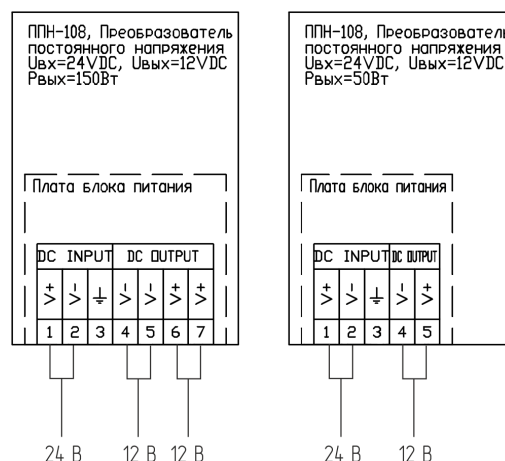 ППН-108, Преобразователь
постоянного напряжения
Uвх=24VDC, Uвых=12VDC
Рвых=150Вт
Плата блока питания
DC INPUT DC OUTPUT
+V -V -V -V +V +V
1 2 3 4 5 6 7
24 В 12 В 12 В
ППН-108, Преобразователь
постоянного напряжения
Uвх=24VDC, Uвых=12VDC
Рвых=50Вт
Плата блока питания
DC INPUT DC OUTPUT
+V -V -V +V
1 2 3 4 5
24 В 12 В